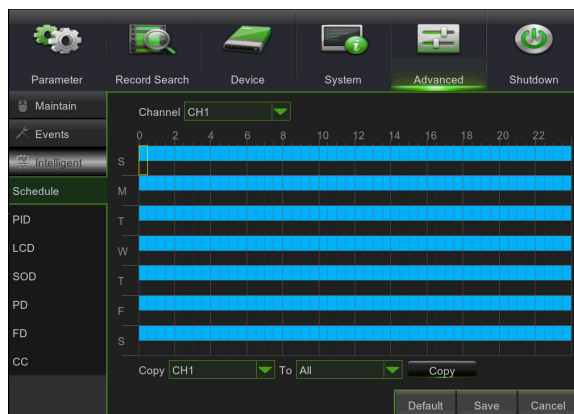 Parameter Record Search Device System Advanced Shutdown
Maintain
Events
Intelligent
Schedule
PID
LCD
SOD
PD
FD
CC
Channel CH1
0 2 4 6 8 10 12 14 16 18 20 22
S
M
T
W
T
F
S
Copy CH1 To All Copy
Default Save Cancel